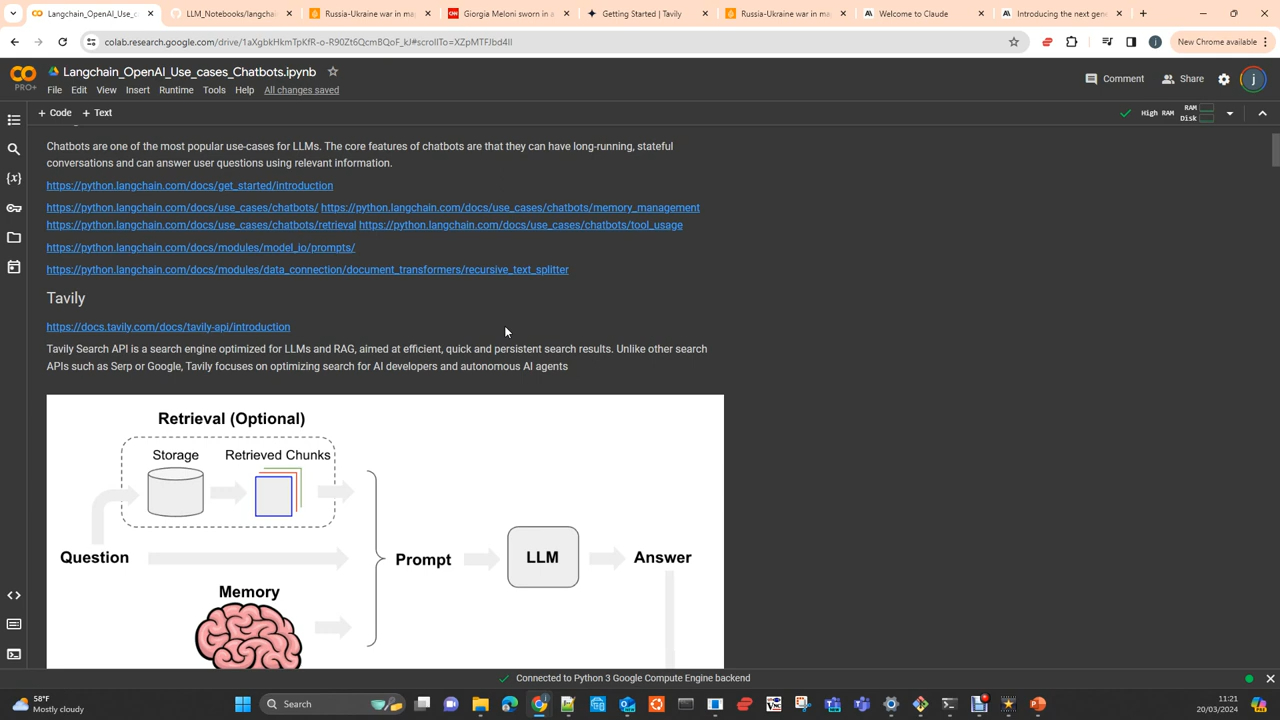 Langchain_OpenAI_Use_cases_Ch
LLM_Notebooks/langchai
Russia-Ukraine war in ma
Giorgia Meloni sworn in a
Getting Started | Tavily
Russia-Ukraine war in ma
Welcome to Claude
Introducing the next gene
colab.research.google.com/drive/1aXgbkHkmTpKfR-o-R90Zt6QcmBQoF_kJ#scrollTo=XZpMTFJbd4Il
j
New Chrome available
PRO+
Langchain_OpenAI_Use_cases_Chatbots.ipynb
File Edit View Insert Runtime Tools Help All changes saved
Comment
Share
j
+ Code + Text
High RAM
RAM
Disk
Chatbots are one of the most popular use-cases for LLMs. The core features of chatbots are that they can have long-running, stateful
conversations and can answer user questions using relevant information.
https://python.langchain.com/docs/get_started/introduction
https://python.langchain.com/docs/use_cases/chatbots/ https://python.langchain.com/docs/use_cases/chatbots/memory_management
https://python.langchain.com/docs/use_cases/chatbots/retrieval https://python.langchain.com/docs/use_cases/chatbots/tool_usage
https://python.langchain.com/docs/modules/model_io/prompts/
https://python.langchain.com/docs/modules/data_connection/document_transformers/recursive_text_splitter
Tavily
https://docs.tavily.com/docs/tavily-api/introduction
Tavily Search API is a search engine optimized for LLMs and RAG, aimed at efficient, quick and persistent search results. Unlike other search
APIs such as Serp or Google, Tavily focuses on optimizing search for AI developers and autonomous AI agents
Retrieval (Optional)
Storage
Retrieved Chunks
Question
Prompt
LLM
Answer
Memory
Connected to Python 3 Google Compute Engine backend
58°F
Mostly cloudy
Search
11:21
20/03/2024